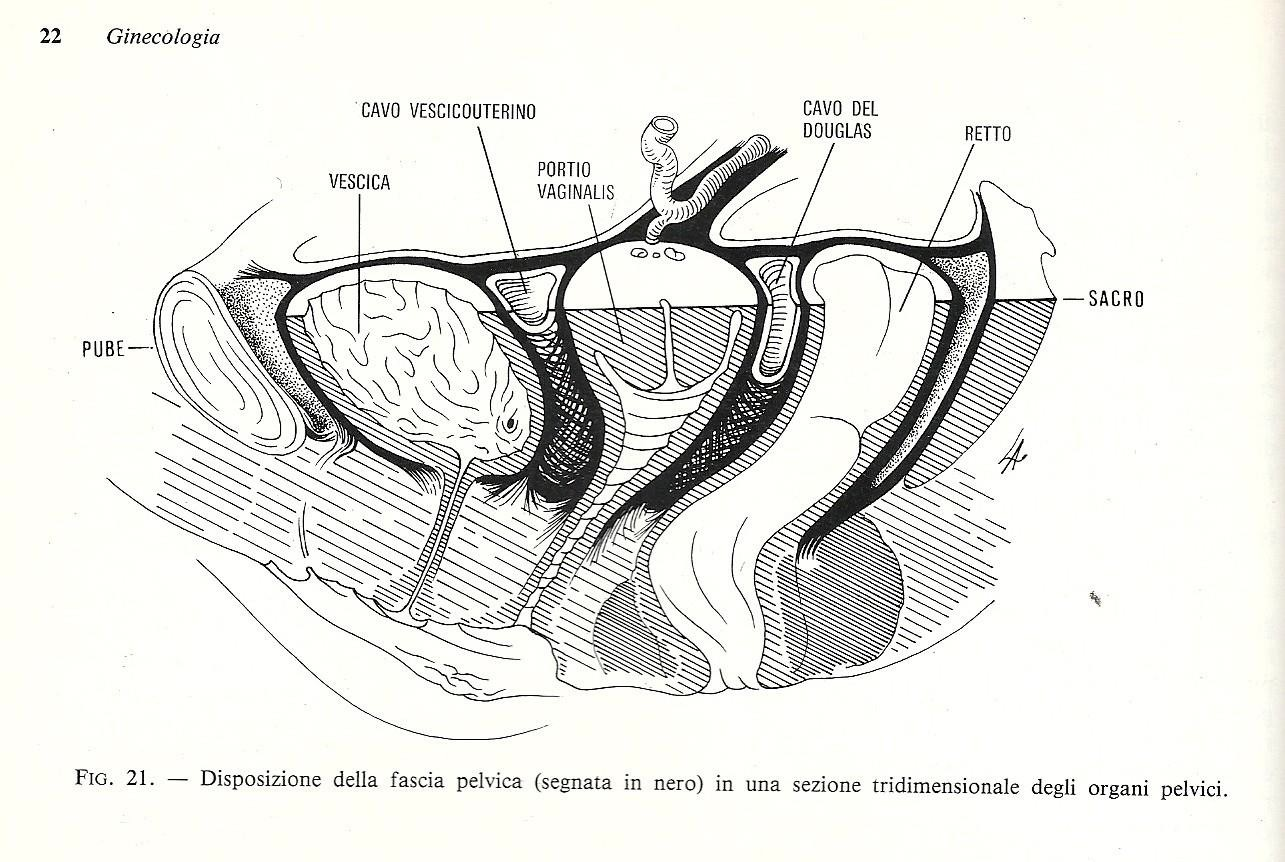 22 Ginecologia
CAVO VESCICOUTERINO
CAVO DEL
DOUGLAS
RETTO
PORTIO
VAGINALIS
VESCICA
SACRO
PUBE
FIG. 21. — Disposizione della fascia pelvica (segnata in nero) in una sezione tridimensionale degli organi pelvici.